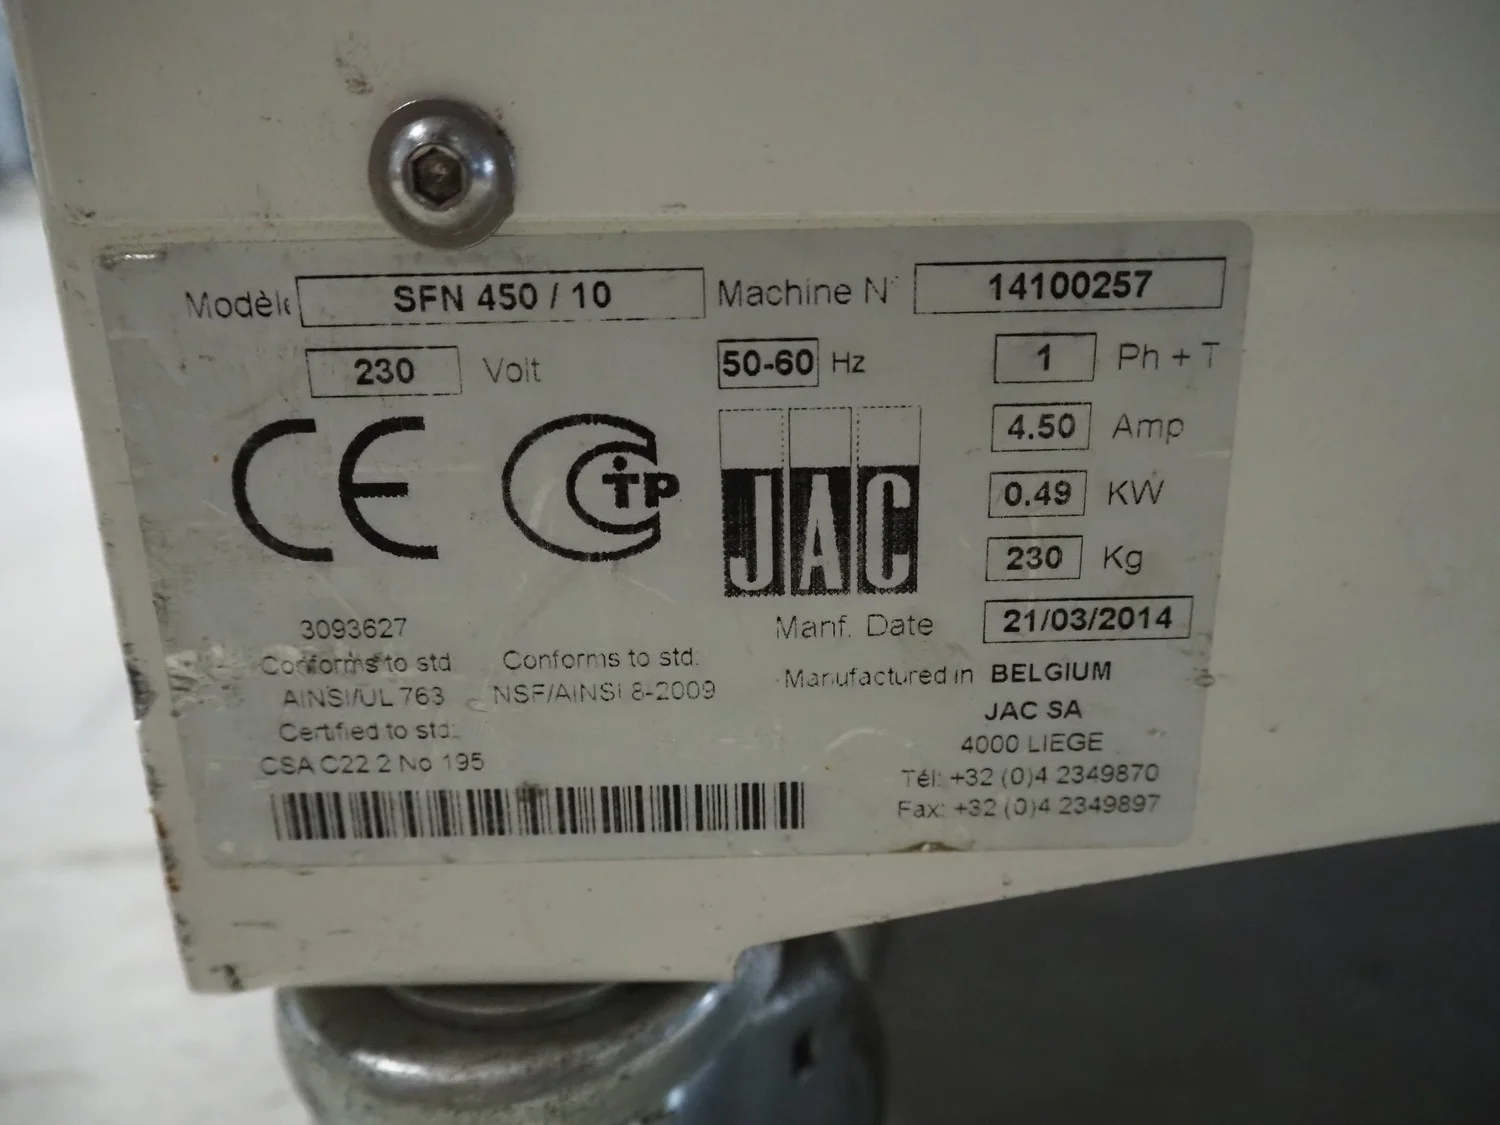 Modèle SFN 450 / 10 Machine N° 14100257
230 Volt 50-60 Hz 1 Ph + T
CE
JAC
4.50 Amp
0.49 KW
230 Kg
Manf. Date 21/03/2014
3093627
Conforms to std
AINSI/UL 763
Certified to std.
CSA C22 2 No 195
Conforms to std.
NSF/AINSI 8-2009
Manufactured in BELGIUM
JAC SA
4000 LIEGE
Tél: +32 (0)4 2349870
Fax: +32 (0)4 2349897